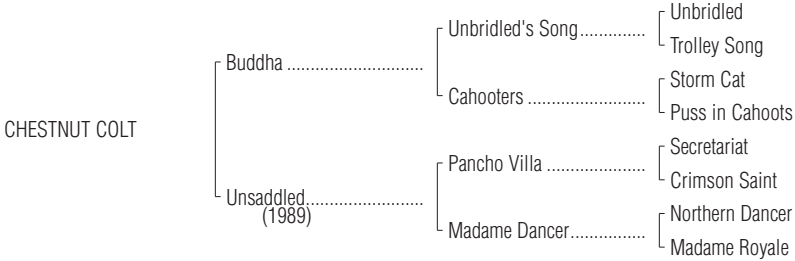 CHESTNUT COLT
Buddha .............................
Unsaddled.........................
(1989)
Unbridled's Song..............
Cahooters .........................
Pancho Villa .....................
Madame Dancer................
Unbridled
Trolley Song
Storm Cat
Puss in Cahoots
Secretariat
Crimson Saint
Northern Dancer
Madame Royale